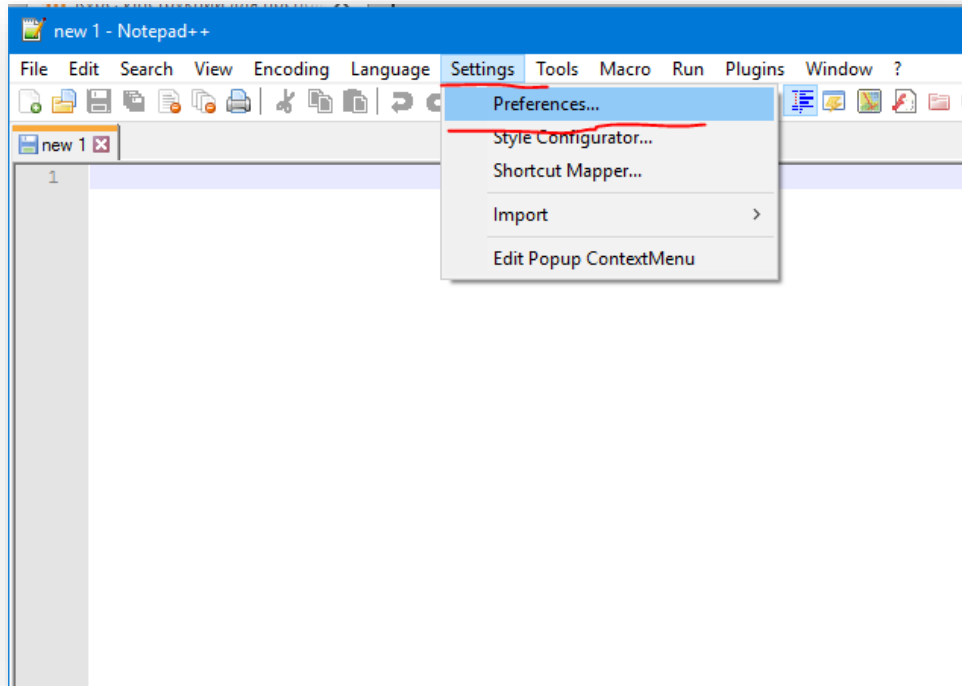 new 1 - Notepad++
File Edit Search View Encoding Language Settings Tools Macro Run Plugins Window ?
Preferences...
new 1
Style Configurator...
1
Shortcut Mapper...
Import
Edit Popup ContextMenu